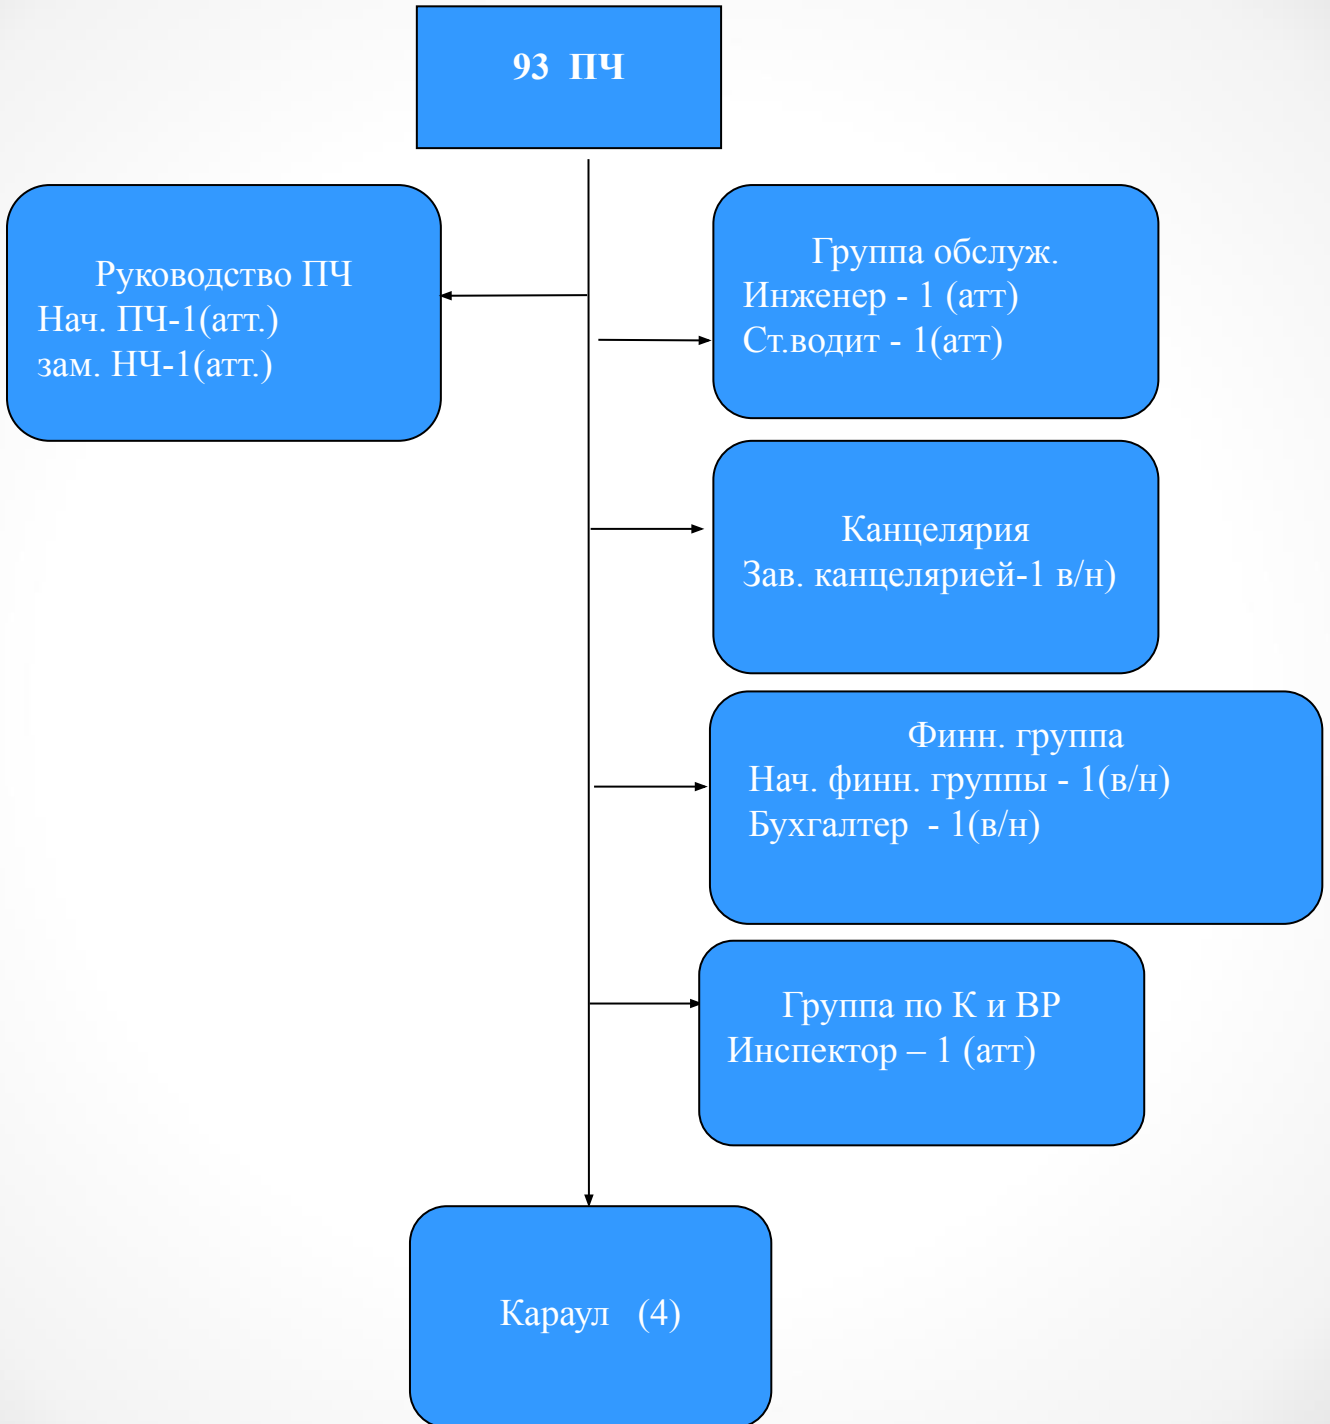 93 ПЧ
Руководство ПЧ
Нач. ПЧ-1(атт.)
зам. НЧ-1(атт.)
Группа обслуж.
Инженер - 1 (атт)
Ст.водит - 1(атт)
Канцелярия
Зав. канцелярией-1 в/н)
Финн. группа
Нач. финн. группы - 1(в/н)
Бухгалтер - 1(в/н)
Группа по К и ВР
Инспектор – 1 (атт)
Караул (4)